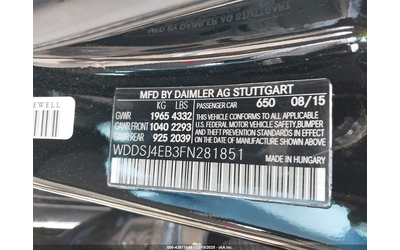 EWELL
MFD BY DAIMLER AG STUTTGART
KG LBS PASSENGER CAR 650 08/15
GVWR 1965 4332
GAWR FRONT 1040 2293
GAWR REAR 925 2039
THIS VEHICLE CONFORMS TO ALL APPLICABLE
U.S. FEDERAL MOTOR VEHICLE SAFETY, BUMPER,
AND THEFT PREVENTION STANDARDS IN EFFECT
ON THE DATE OF MANUFACTURE SHOWN ABOVE
WDDSJ4EB3FN281851
MADE IN HUNGARY